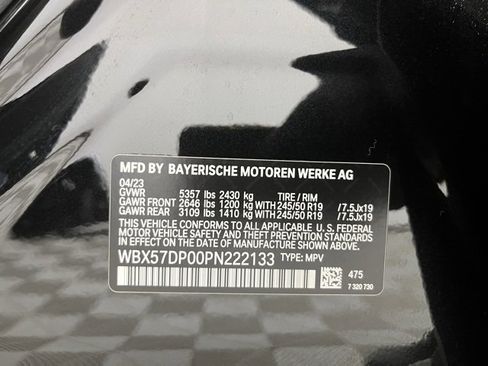 MFD BY BAYERISCHE MOTOREN WERKE AG
04/23
GVWR 5357 lbs 2430 kg TIRE / RIM
GAWR FRONT 2646 lbs 1200 kg WITH 245/50 R19 /7.5Jx19
GAWR REAR 3109 lbs 1410 kg WITH 245/50 R19 /7.5Jx19
THIS VEHICLE CONFORMS TO ALL APPLICABLE U. S. FEDERAL
MOTOR VEHICLE SAFETY AND THEFT PREVENTION STANDARDS
IN EFFECT ON THE DATE OF MANUFACTURE SHOWN ABOVE.
WBX57DP00PN222133 TYPE: MPV
475
7 320 730